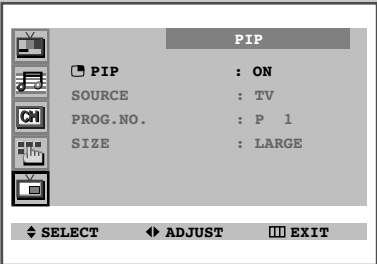 PIP
PIP : ON
SOURCE : TV
PROG.NO. : P 1
CH
SIZE : LARGE
SELECT ADJUST EXIT